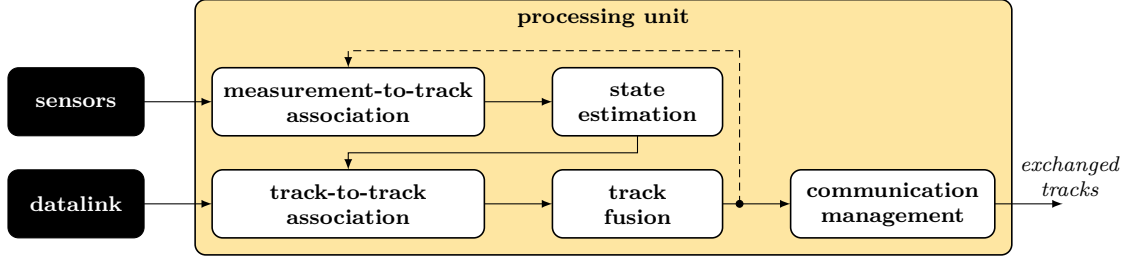 processing unit
sensors
measurement-to-track
association
state
estimation
datalink
track-to-track
association
track
fusion
communication
management
exchanged
tracks